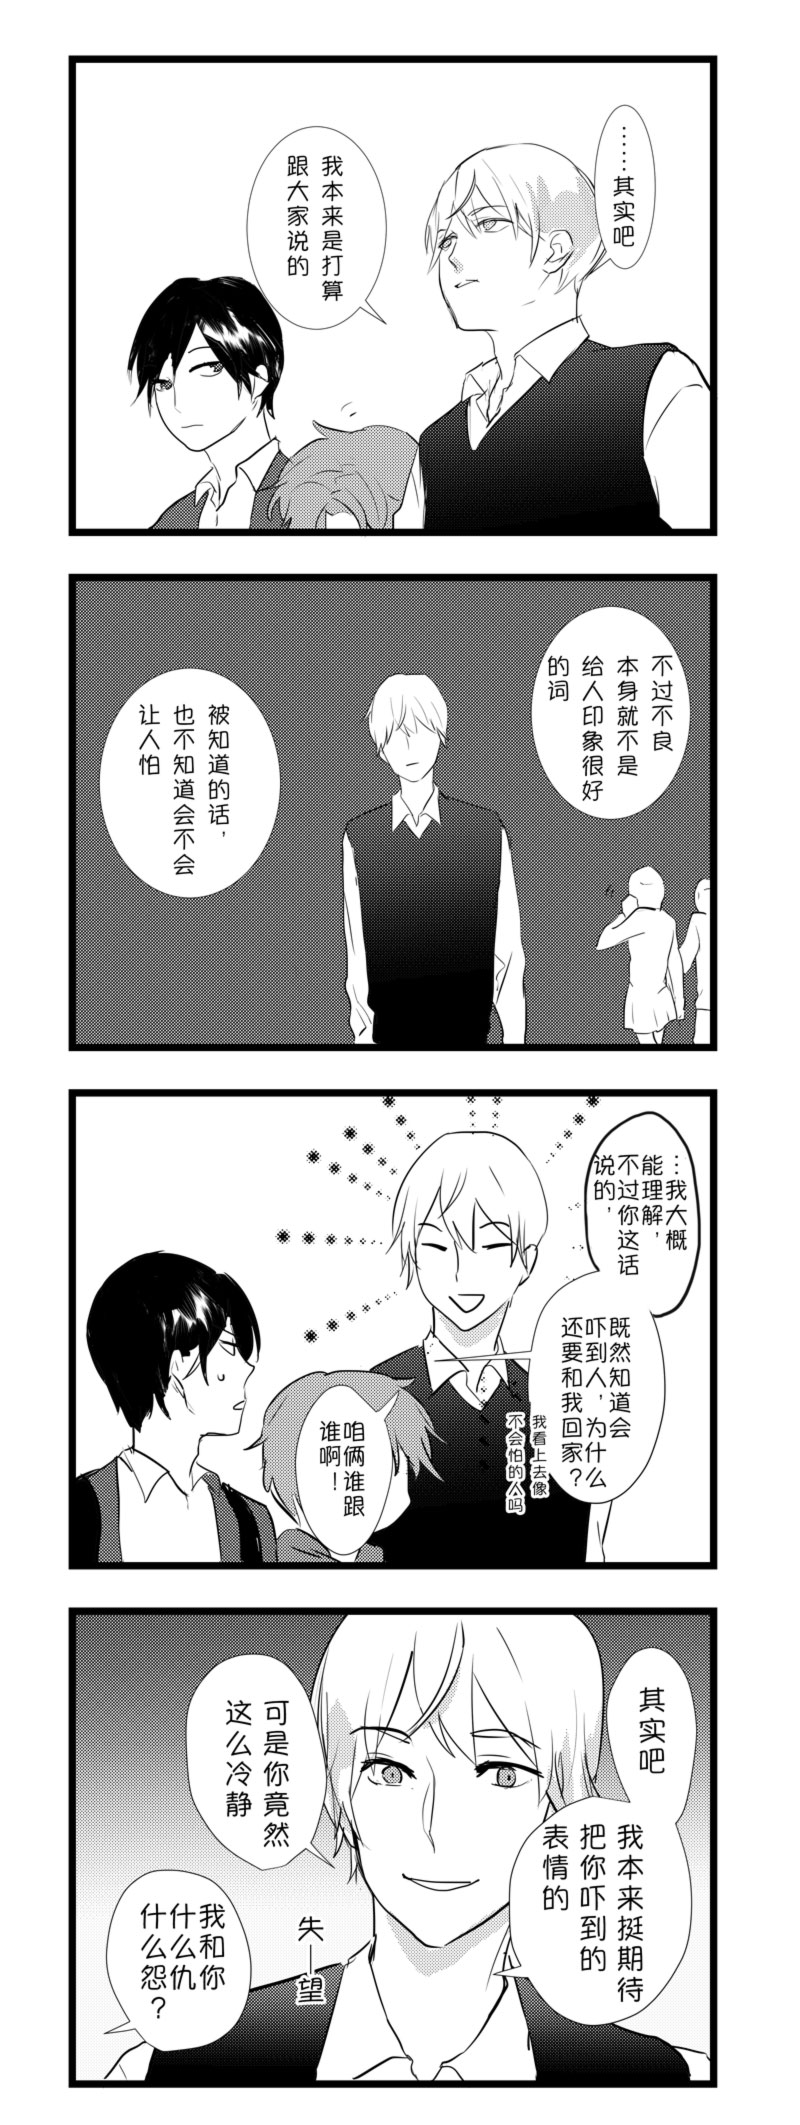 ……其实吧
我本来是打算
跟大家说的
不过不良
本身就不是
给人印象很好
的词
被知道的话，
也不知道会不会
让人怕
…我大概
能理解，
不过你这话
说的，
既然知道会
吓到人，为什么
还要和我回家？
我看上去像
不会怕的人吗
咱俩谁跟
谁啊！
其实吧
我本来挺期待
把你吓到的
表情的
可是你竟然
这么冷静
失—望
我和你
什么仇
什么怨？